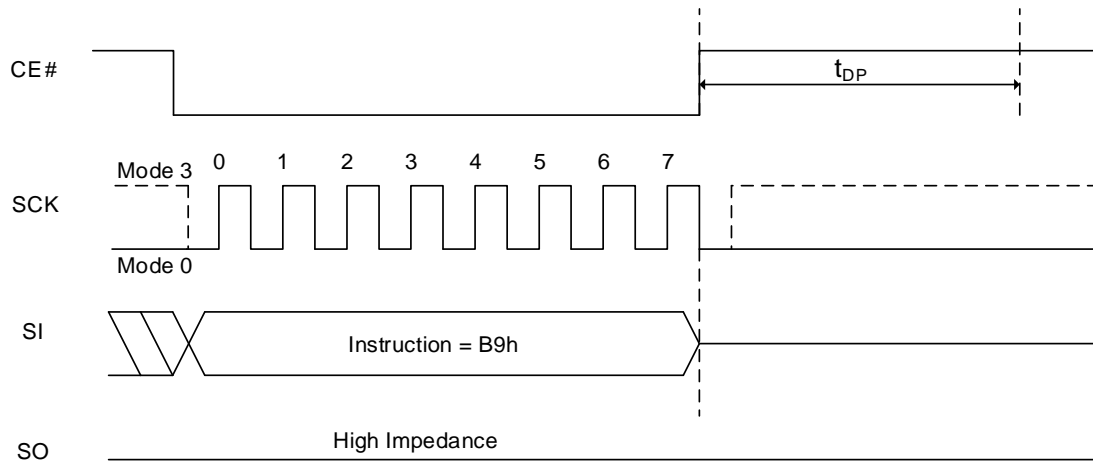 CE#
tDP
Mode 3
0 1 2 3 4 5 6 7
SCK
Mode 0
SI
Instruction = B9h
High Impedance
SO